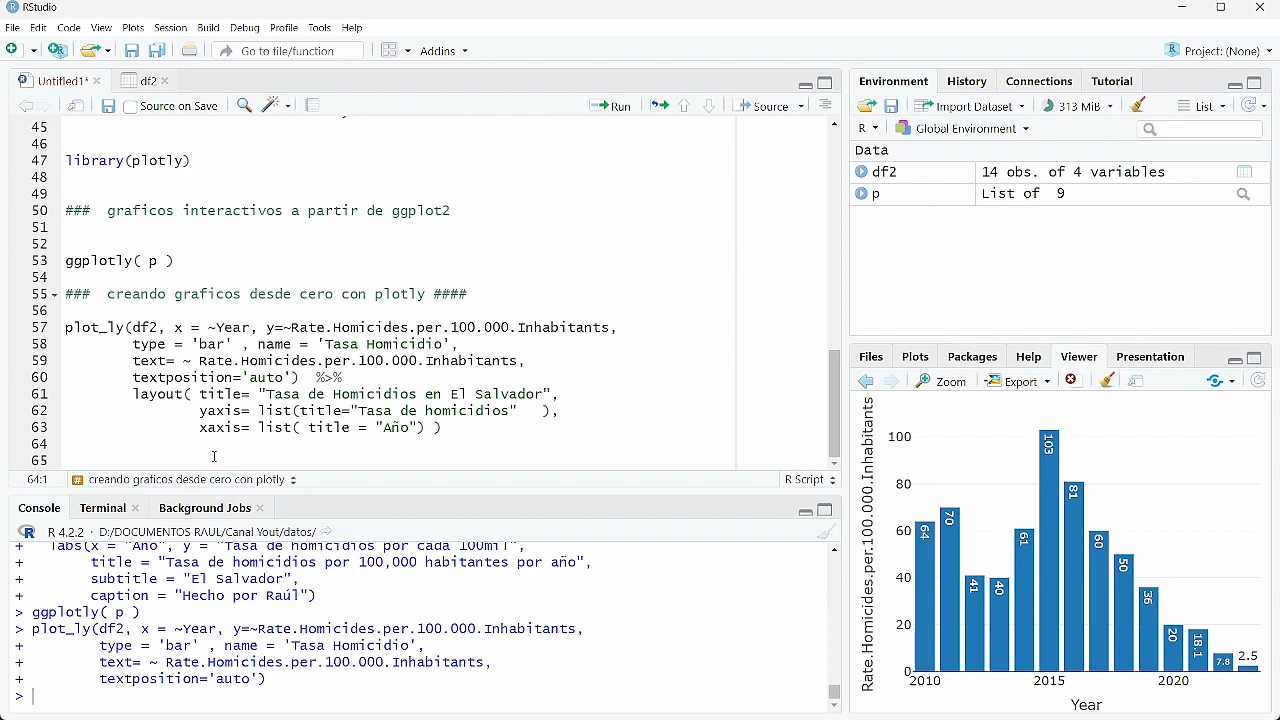 RStudio
File Edit Code View Plots Session Build Debug Profile Tools Help
Go to file/function Addins Project: (None)
Untitled1* df2
Source on Save Run Source
45
46
47 library(plotly)
48
49
50 ### graficos interactivos a partir de ggplot2
51
52
53 ggplotly( p )
54
55 ### creando graficos desde cero con plotly ####
56
57 plot_ly(df2, x = ~Year, y=~Rate.Homicides.per.100.000.Inhabitants,
58 type = 'bar' , name = 'Tasa Homicidio',
59 text= ~ Rate.Homicides.per.100.000.Inhabitants,
60 textposition='auto') %>%
61 layout( title= "Tasa de Homicidios en El Salvador",
62 yaxis= list(title="Tasa de homicidios" ),
63 xaxis= list( title = "Año") )
64
65
64:1 creando graficos desde cero con plotly R Script
Console Terminal Background Jobs
R 4.2.2 · D:/DOCUMENTOS RAUL/Canal Yout/datos/
+ labs(x = "Año", y = "Tasa de homicidios por cada 100mil",
+ title = "Tasa de homicidios por 100,000 habitantes por año",
+ subtitle = "El Salvador",
+ caption = "Hecho por Raúl")
> ggplotly( p )
> plot_ly(df2, x = ~Year, y=~Rate.Homicides.per.100.000.Inhabitants,
+ type = 'bar' , name = 'Tasa Homicidio',
+ text= ~ Rate.Homicides.per.100.000.Inhabitants,
+ textposition='auto')
>
Environment History Connections Tutorial
Import Dataset 313 MiB List
R Global Environment
Data
df2 14 obs. of 4 variables
p List of 9
Files Plots Packages Help Viewer Presentation
Zoom Export
Rate.Homicides.per.100.000.Inhabitants
100
80
60
40
20
0
64 70 41 40 61 103 81 60 50 36 20 18.1 7.8 2.5
2010 2015 2020
Year